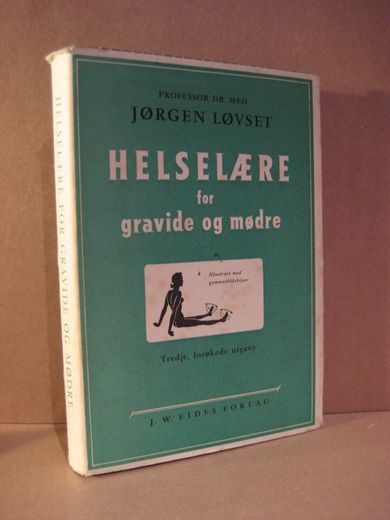 HELSELÆRE FOR GRAVIDE OG MØDRE
PROFESSOR DR. MED.
JØRGEN LØVSET
HELSELÆRE
for
gravide og mødre
Illustrert med
gymnastikkskisser
Tredje, forøkede utgave
J. W. EIDES FORLAG